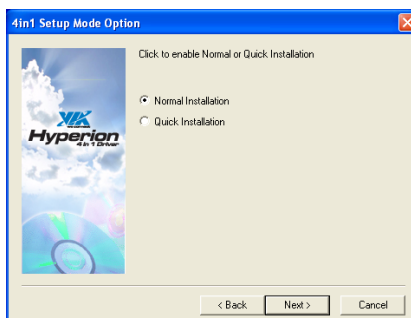 4in1 Setup Mode Option
Click to enable Normal or Quick Installation
Normal Installation
Quick Installation
VIA
Hyperion
4 in 1 Driver
< Back
Next >
Cancel